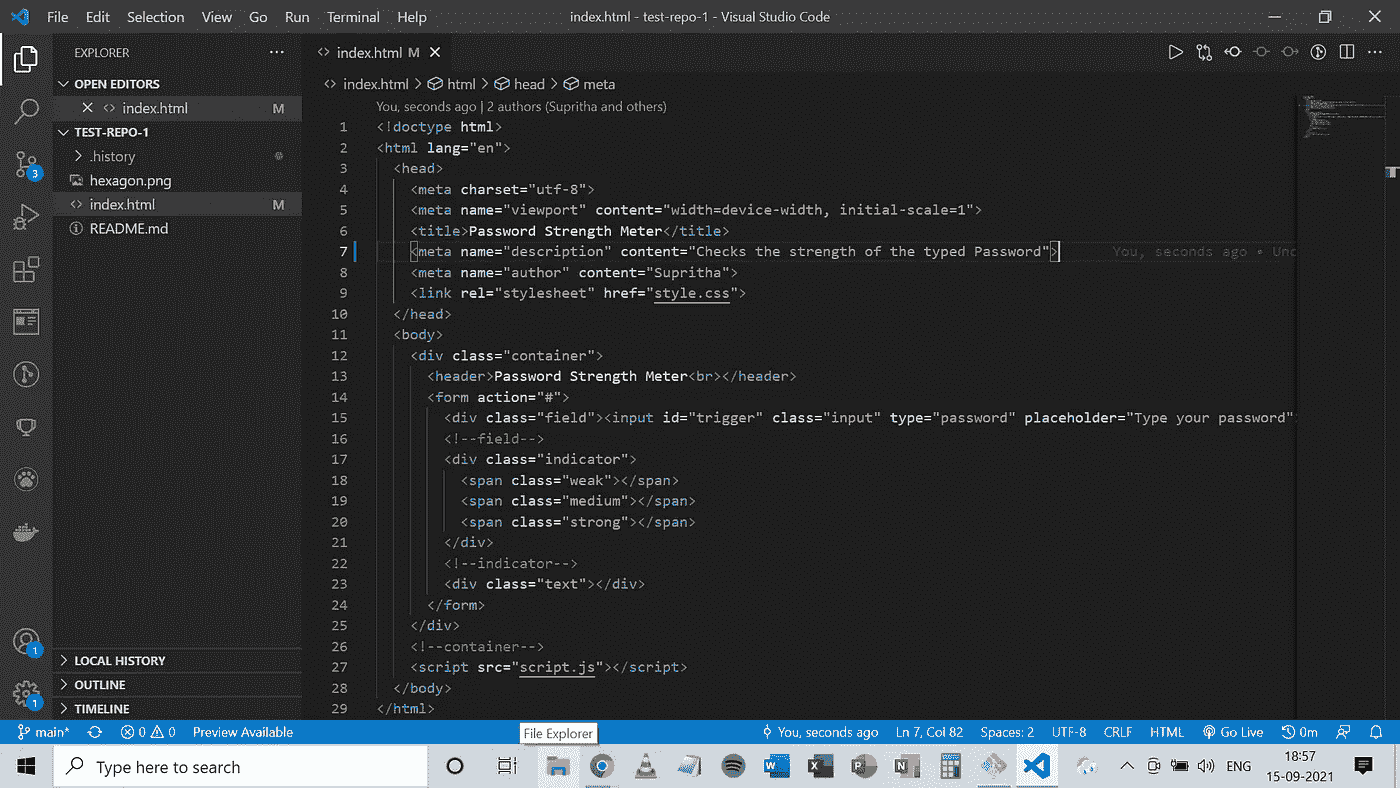 File Edit Selection View Go Run Terminal Help index.html - test-repo-1 - Visual Studio Code
EXPLORER
index.html M
OPEN EDITORS
index.html M
TEST-REPO-1
.history
hexagon.png
index.html M
README.md
3
1
1
LOCAL HISTORY
OUTLINE
TIMELINE
index.html > html > head > meta
You, seconds ago | 2 authors (Supritha and others)
1 <!doctype html>
2 <html lang="en">
3 <head>
4 <meta charset="utf-8">
5 <meta name="viewport" content="width=device-width, initial-scale=1">
6 <title>Password Strength Meter</title>
7 <meta name="description" content="Checks the strength of the typed Password"> You, seconds ago • Unc
8 <meta name="author" content="Supritha">
9 <link rel="stylesheet" href="style.css">
10 </head>
11 <body>
12 <div class="container">
13 <header>Password Strength Meter<br></header>
14 <form action="#">
15 <div class="field"><input id="trigger" class="input" type="password" placeholder="Type your password"
16 <!--field-->
17 <div class="indicator">
18 <span class="weak"></span>
19 <span class="medium"></span>
20 <span class="strong"></span>
21 </div>
22 <!--indicator-->
23 <div class="text"></div>
24 </form>
25 </div>
26 <!--container-->
27 <script src="script.js"></script>
28 </body>
29 </html>
main* 0 0 Preview Available You, seconds ago Ln 7, Col 82 Spaces: 2 UTF-8 CRLF HTML Go Live 0m
File Explorer
Type here to search ENG 18:57
15-09-2021